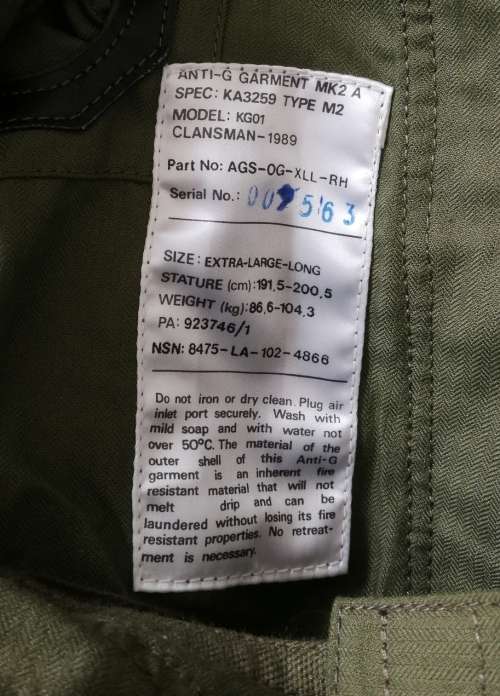 ANTI-G GARMENT MK2 A
SPEC: KA3259 TYPE M2
MODEL: KG01
CLANSMAN-1989
Part No: AGS-OG-XLL-RH
Serial No.:
SIZE: EXTRA-LARGE-LONG
STATURE (cm):191.5-200.5
WEIGHT (kg):86,6-104.3
PA: 923746/1
NSN: 8475-LA-102-4866
Do not iron or dry clean. Plug air
inlet port securely. Wash with
mild soap and with water not
over 50°C. The material of the
outer shell of this Anti-G
garment is an inherent fire
resistant material that will not
melt drip and can be
laundered without losing its fire
resistant properties. No retreat-
ment is necessary.